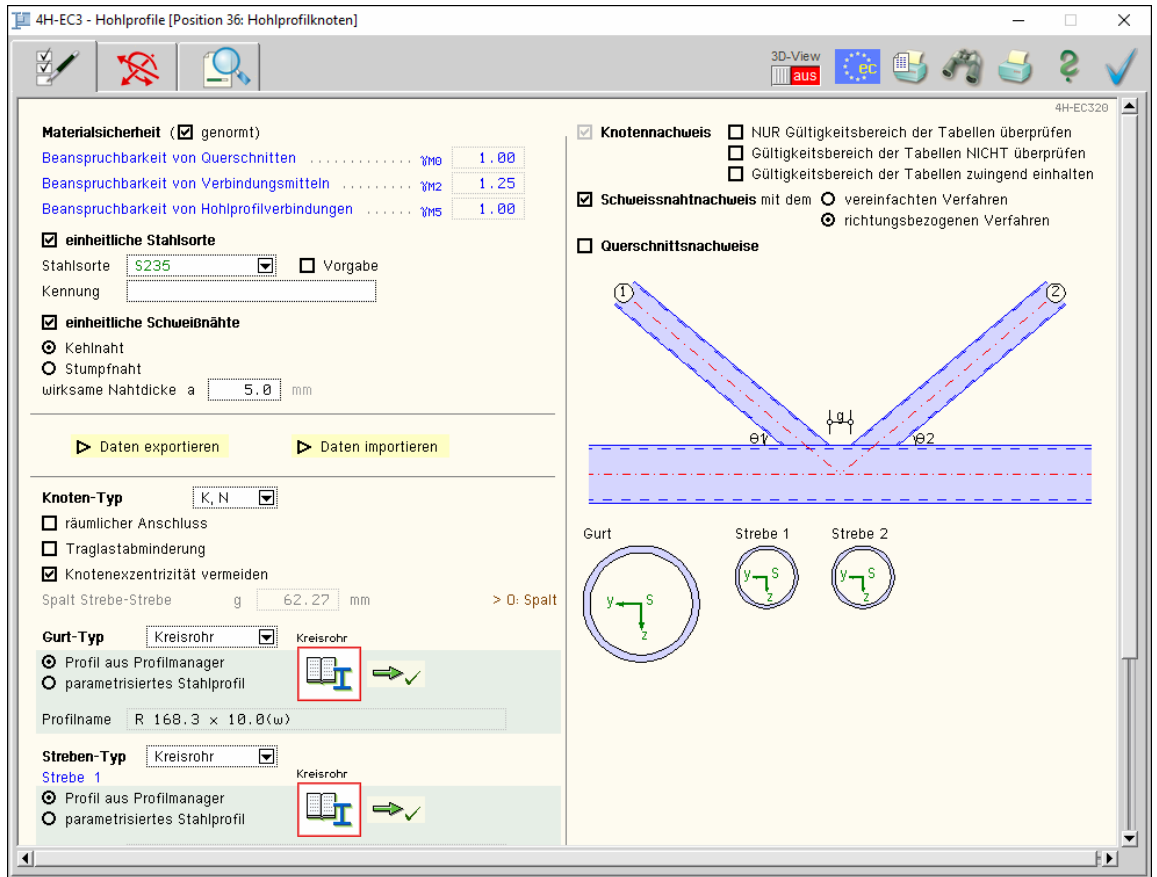 4H-EC3 - Hohlprofile [Position 36: Hohlprofilknoten]
3D-View
aus
ec
4H-EC320
Materialsicherheit ( genormt)
Beanspruchbarkeit von Querschnitten .............. γM0 1.00
Beanspruchbarkeit von Verbindungsmitteln ......... γM2 1.25
Beanspruchbarkeit von Hohlprofilverbindungen ...... γM5 1.00
einheitliche Stahlsorte
Stahlsorte S235 Vorgabe
Kennung
einheitliche Schweißnähte
Kehlnaht
Stumpfnaht
wirksame Nahtdicke a 5.0 mm
Daten exportieren Daten importieren
Knoten-Typ K, N
räumlicher Anschluss
Traglastabminderung
Knotenexzentrizität vermeiden
Spalt Strebe-Strebe g 62.27 mm > 0: Spalt
Gurt-Typ Kreisrohr Kreisrohr
Profil aus Profilmanager
parametrisiertes Stahlprofil
Profilname R 168.3 x 10.0(w)
Streben-Typ Kreisrohr
Strebe 1 Kreisrohr
Profil aus Profilmanager
parametrisiertes Stahlprofil
Knotennachweis NUR Gültigkeitsbereich der Tabellen überprüfen
Gültigkeitsbereich der Tabellen NICHT überprüfen
Gültigkeitsbereich der Tabellen zwingend einhalten
Schweissnahtnachweis mit dem vereinfachten Verfahren
richtungsbezogenen Verfahren
Querschnittsnachweise
1 2
g
θ1 θ2
Gurt Strebe 1 Strebe 2
y S z
y S z
y S z